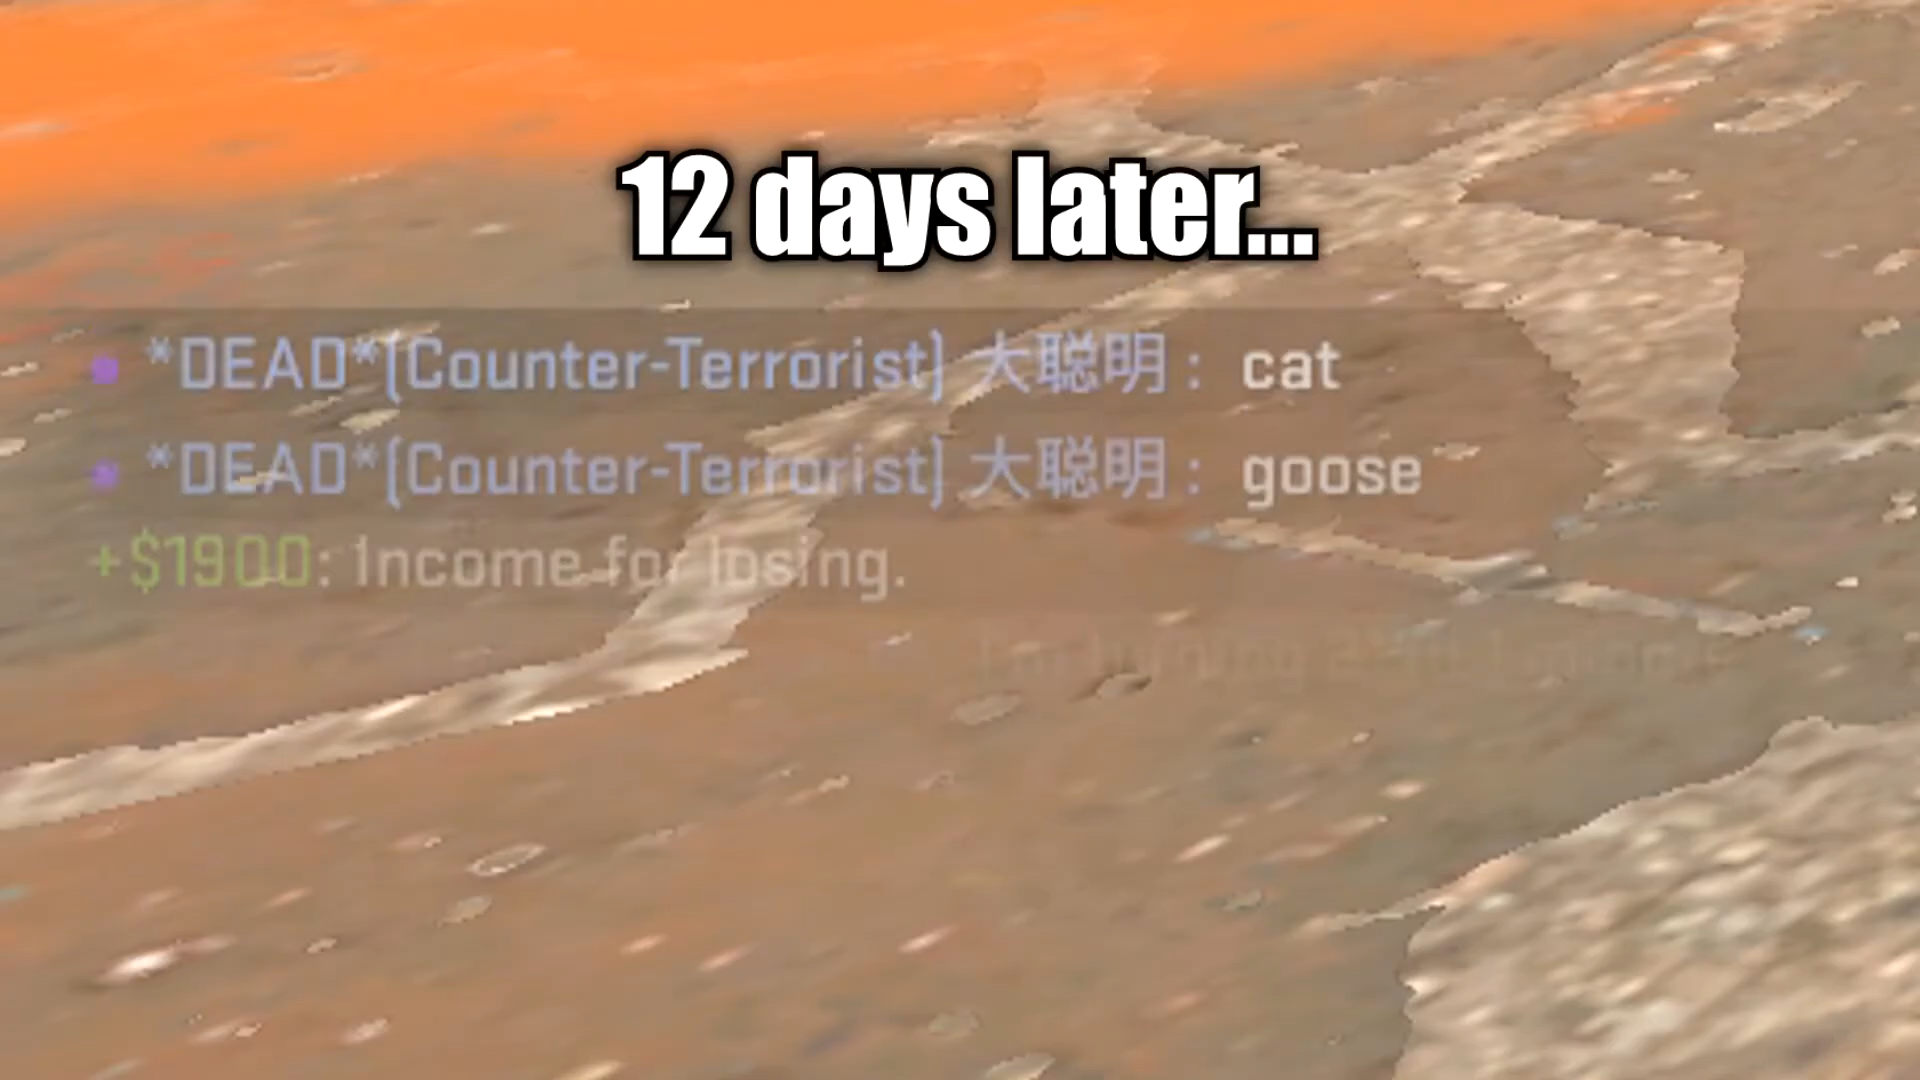 12 days later...
*DEAD*(Counter-Terrorist) 大聪明: cat
*DEAD*(Counter-Terrorist) 大聪明: goose
+$1900: Income for losing.